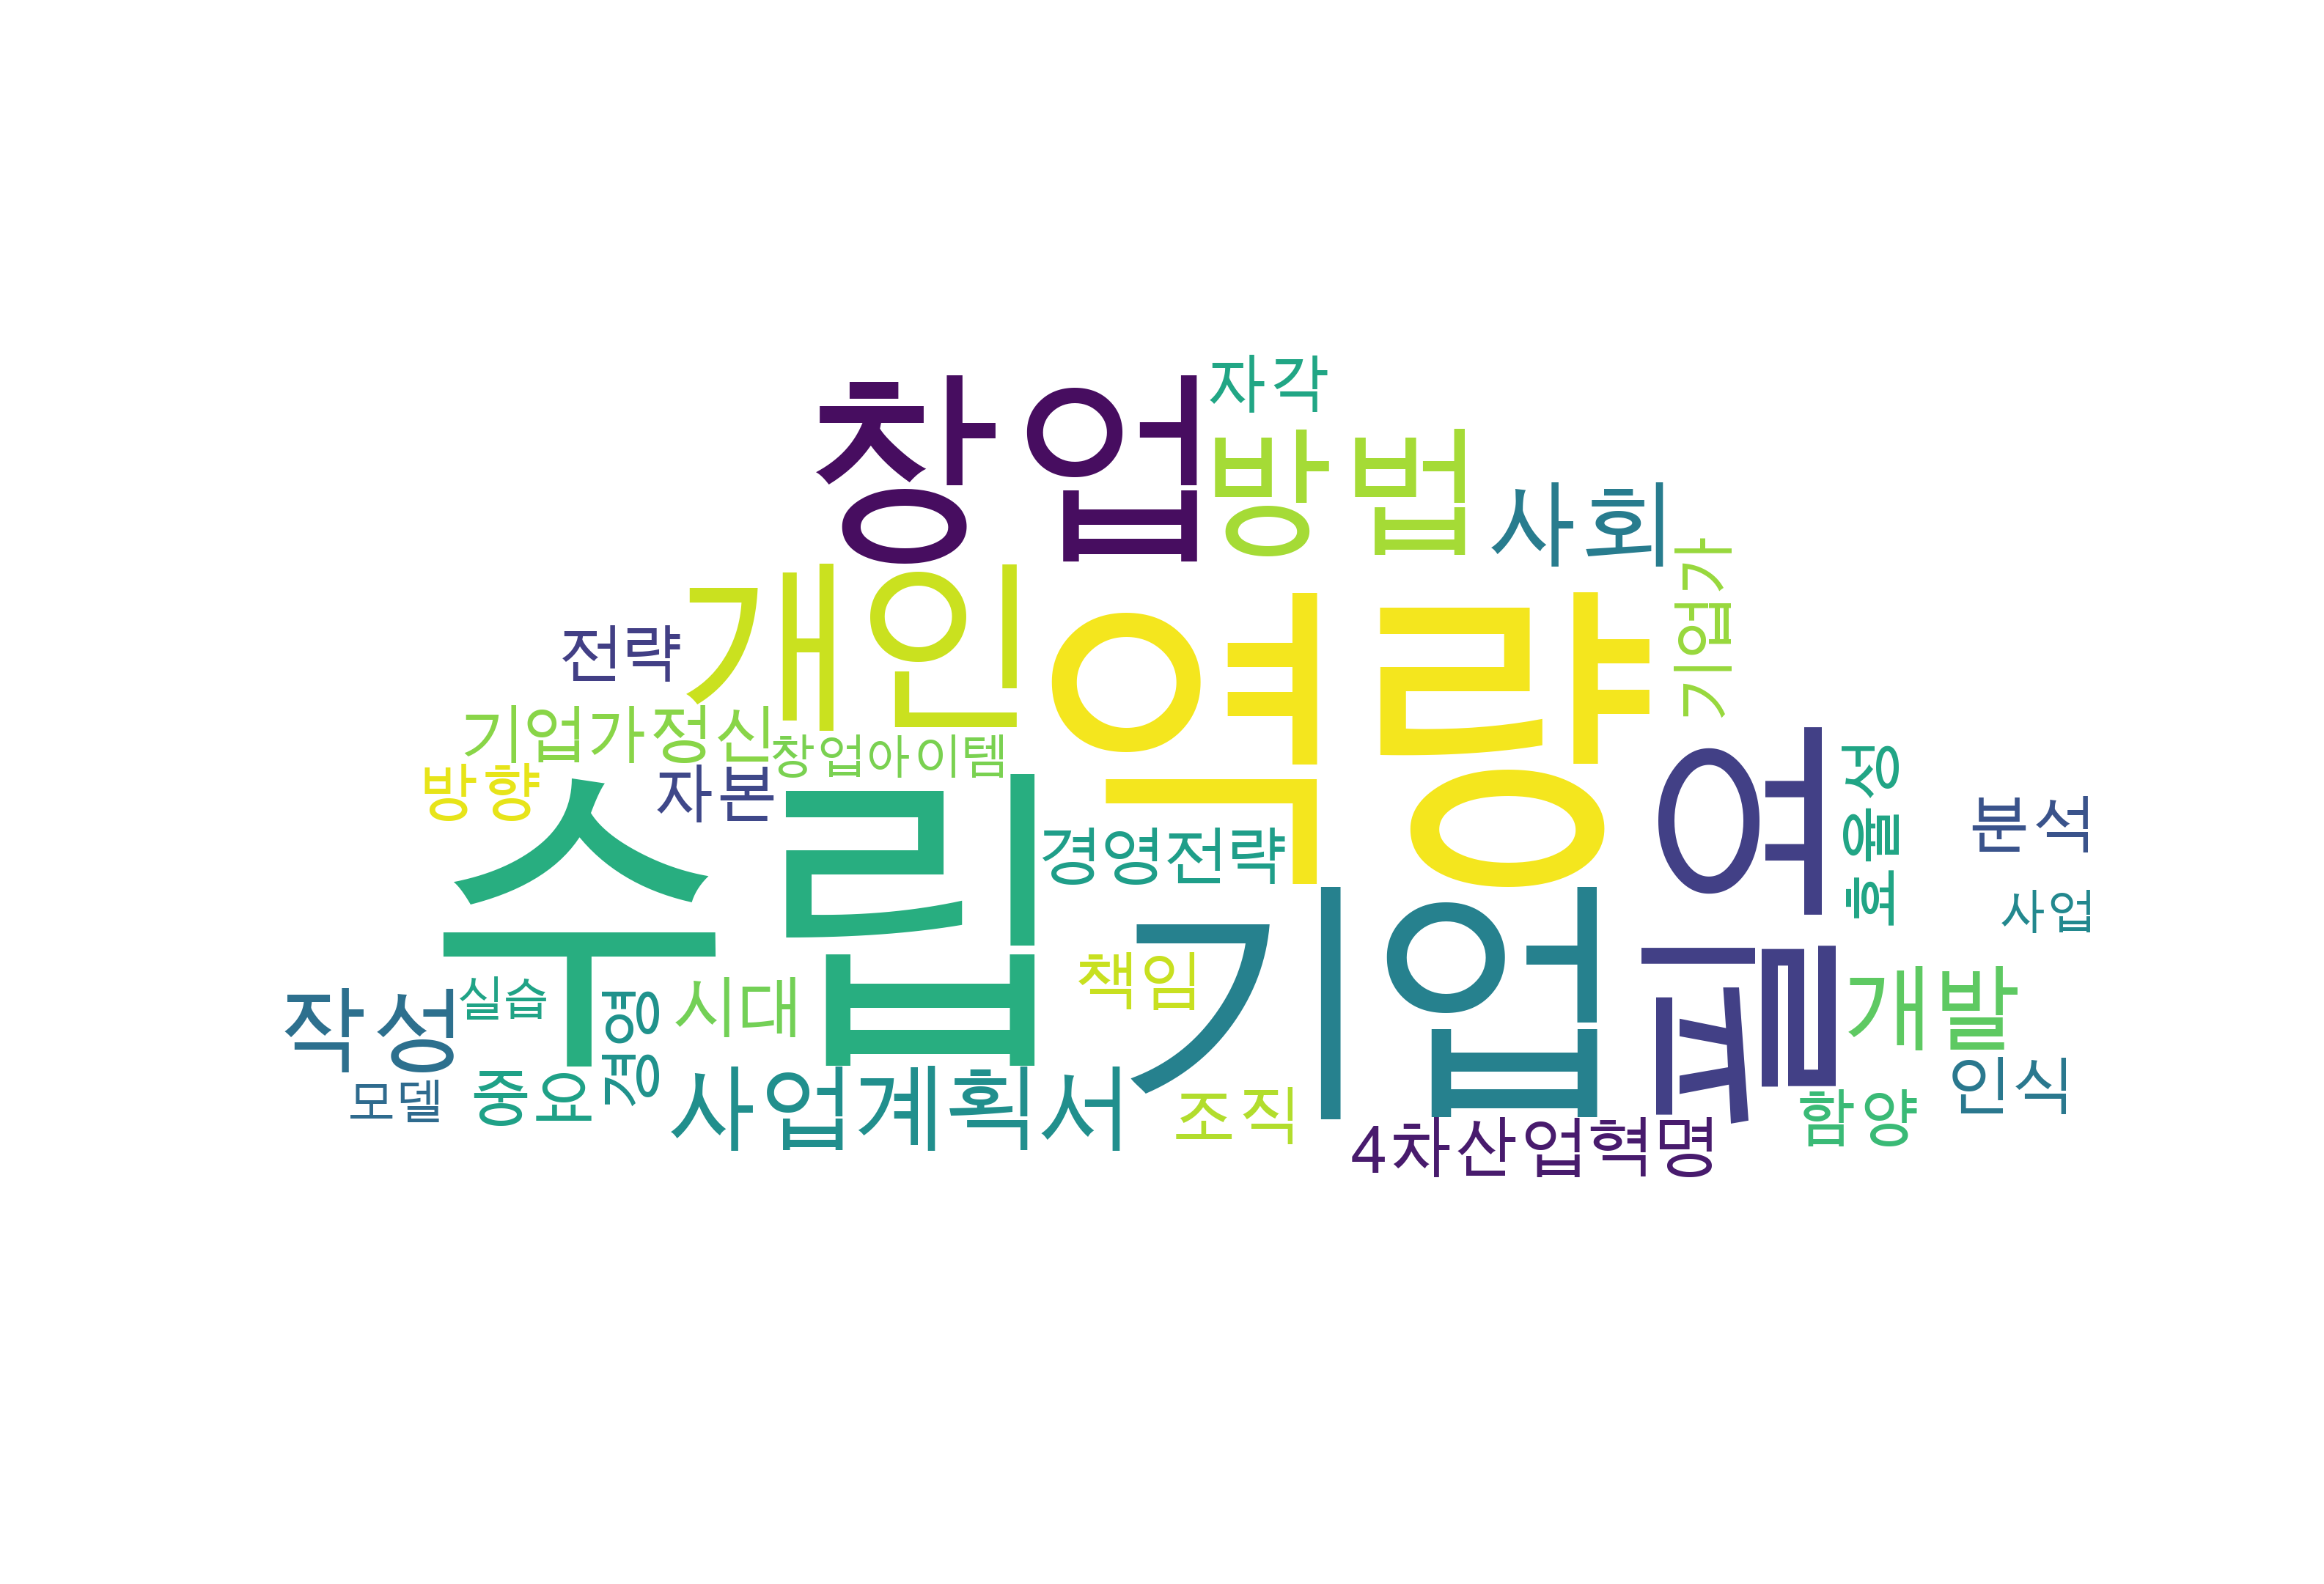 자각
창업
방법
사회
기업가
개인
역량
전략
기업가정신
창업아이템
방향
자본
수립
경영전략
필요
분석
사업
책임
기업
작성
실습
경영
시대
개발
인식
모델
중요
사업계획서
조직
4차산업혁명
함양